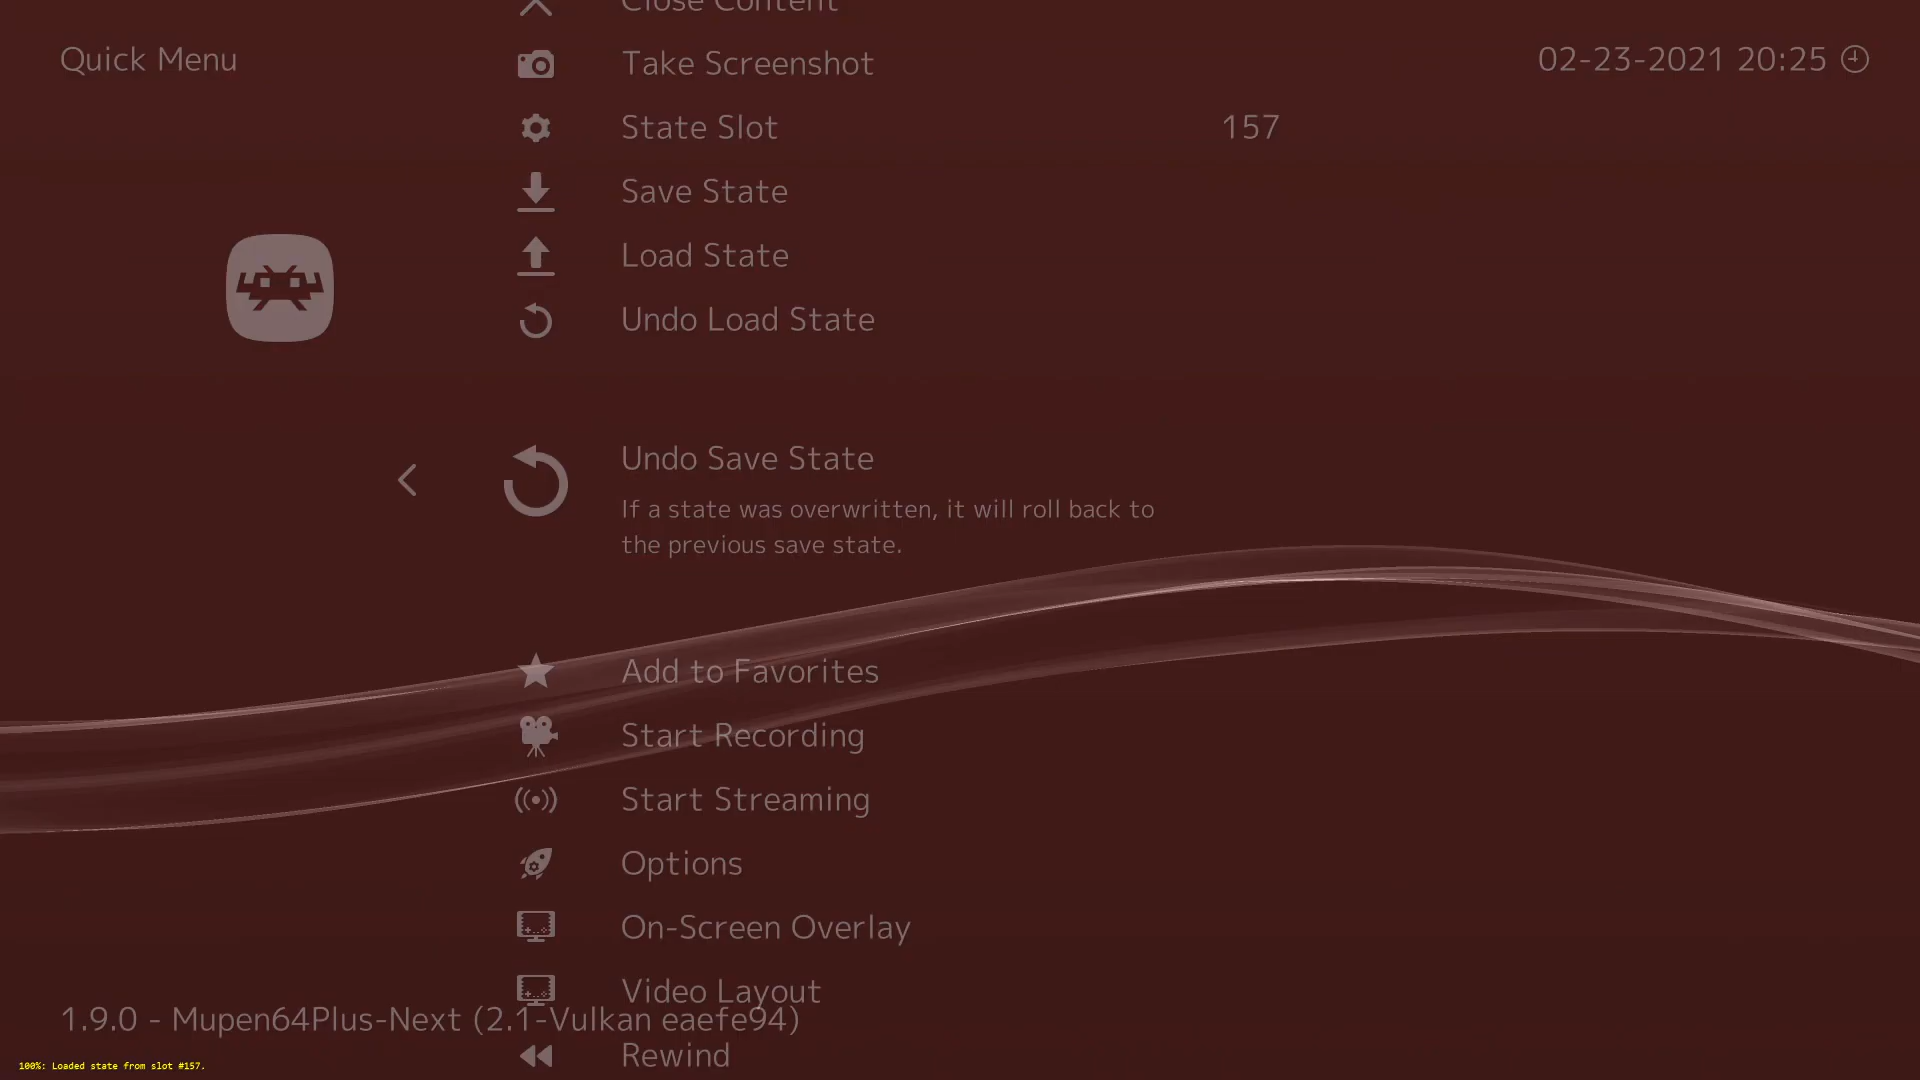 Close Content
Quick Menu
Take Screenshot
02-23-2021 20:25
State Slot 157
Save State
Load State
Undo Load State
Undo Save State
If a state was overwritten, it will roll back to
the previous save state.
Add to Favorites
Start Recording
Start Streaming
Options
On-Screen Overlay
Video Layout
1.9.0 - Mupen64Plus-Next (2.1-Vulkan eaefe94)
Rewind
100%: Loaded state from slot #157.